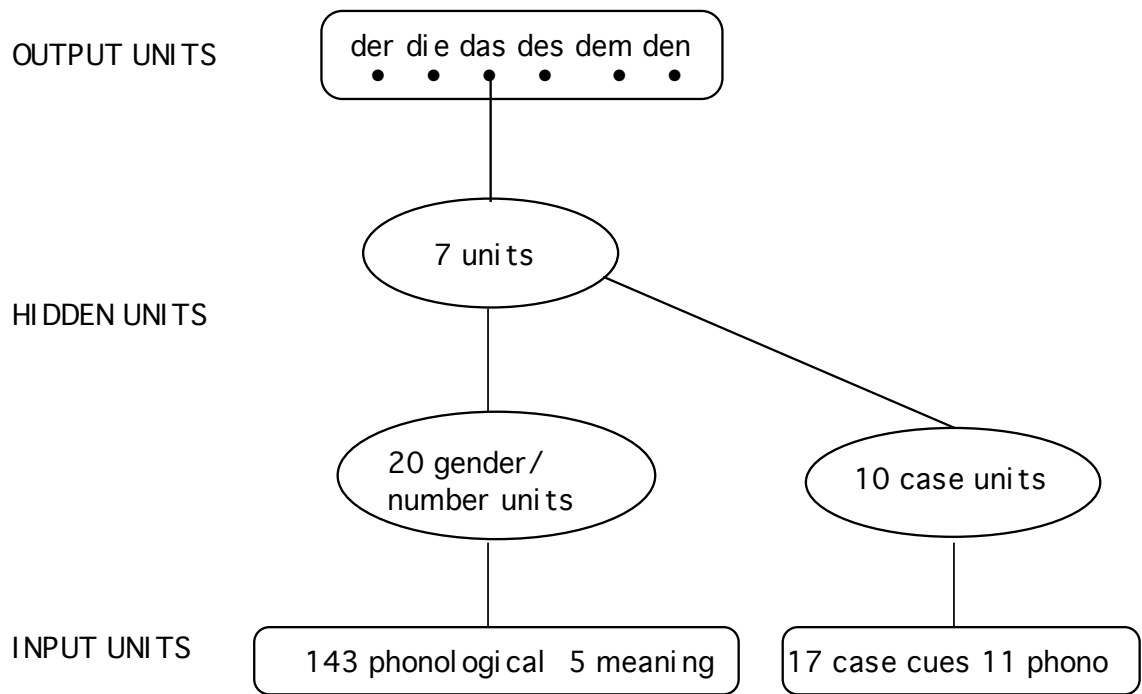 OUTPUT UNITS
der die das des dem den
7 units
HIDDEN UNITS
20 gender/
number units
10 case units
INPUT UNITS
143 phonological 5 meaning
17 case cues 11 phono